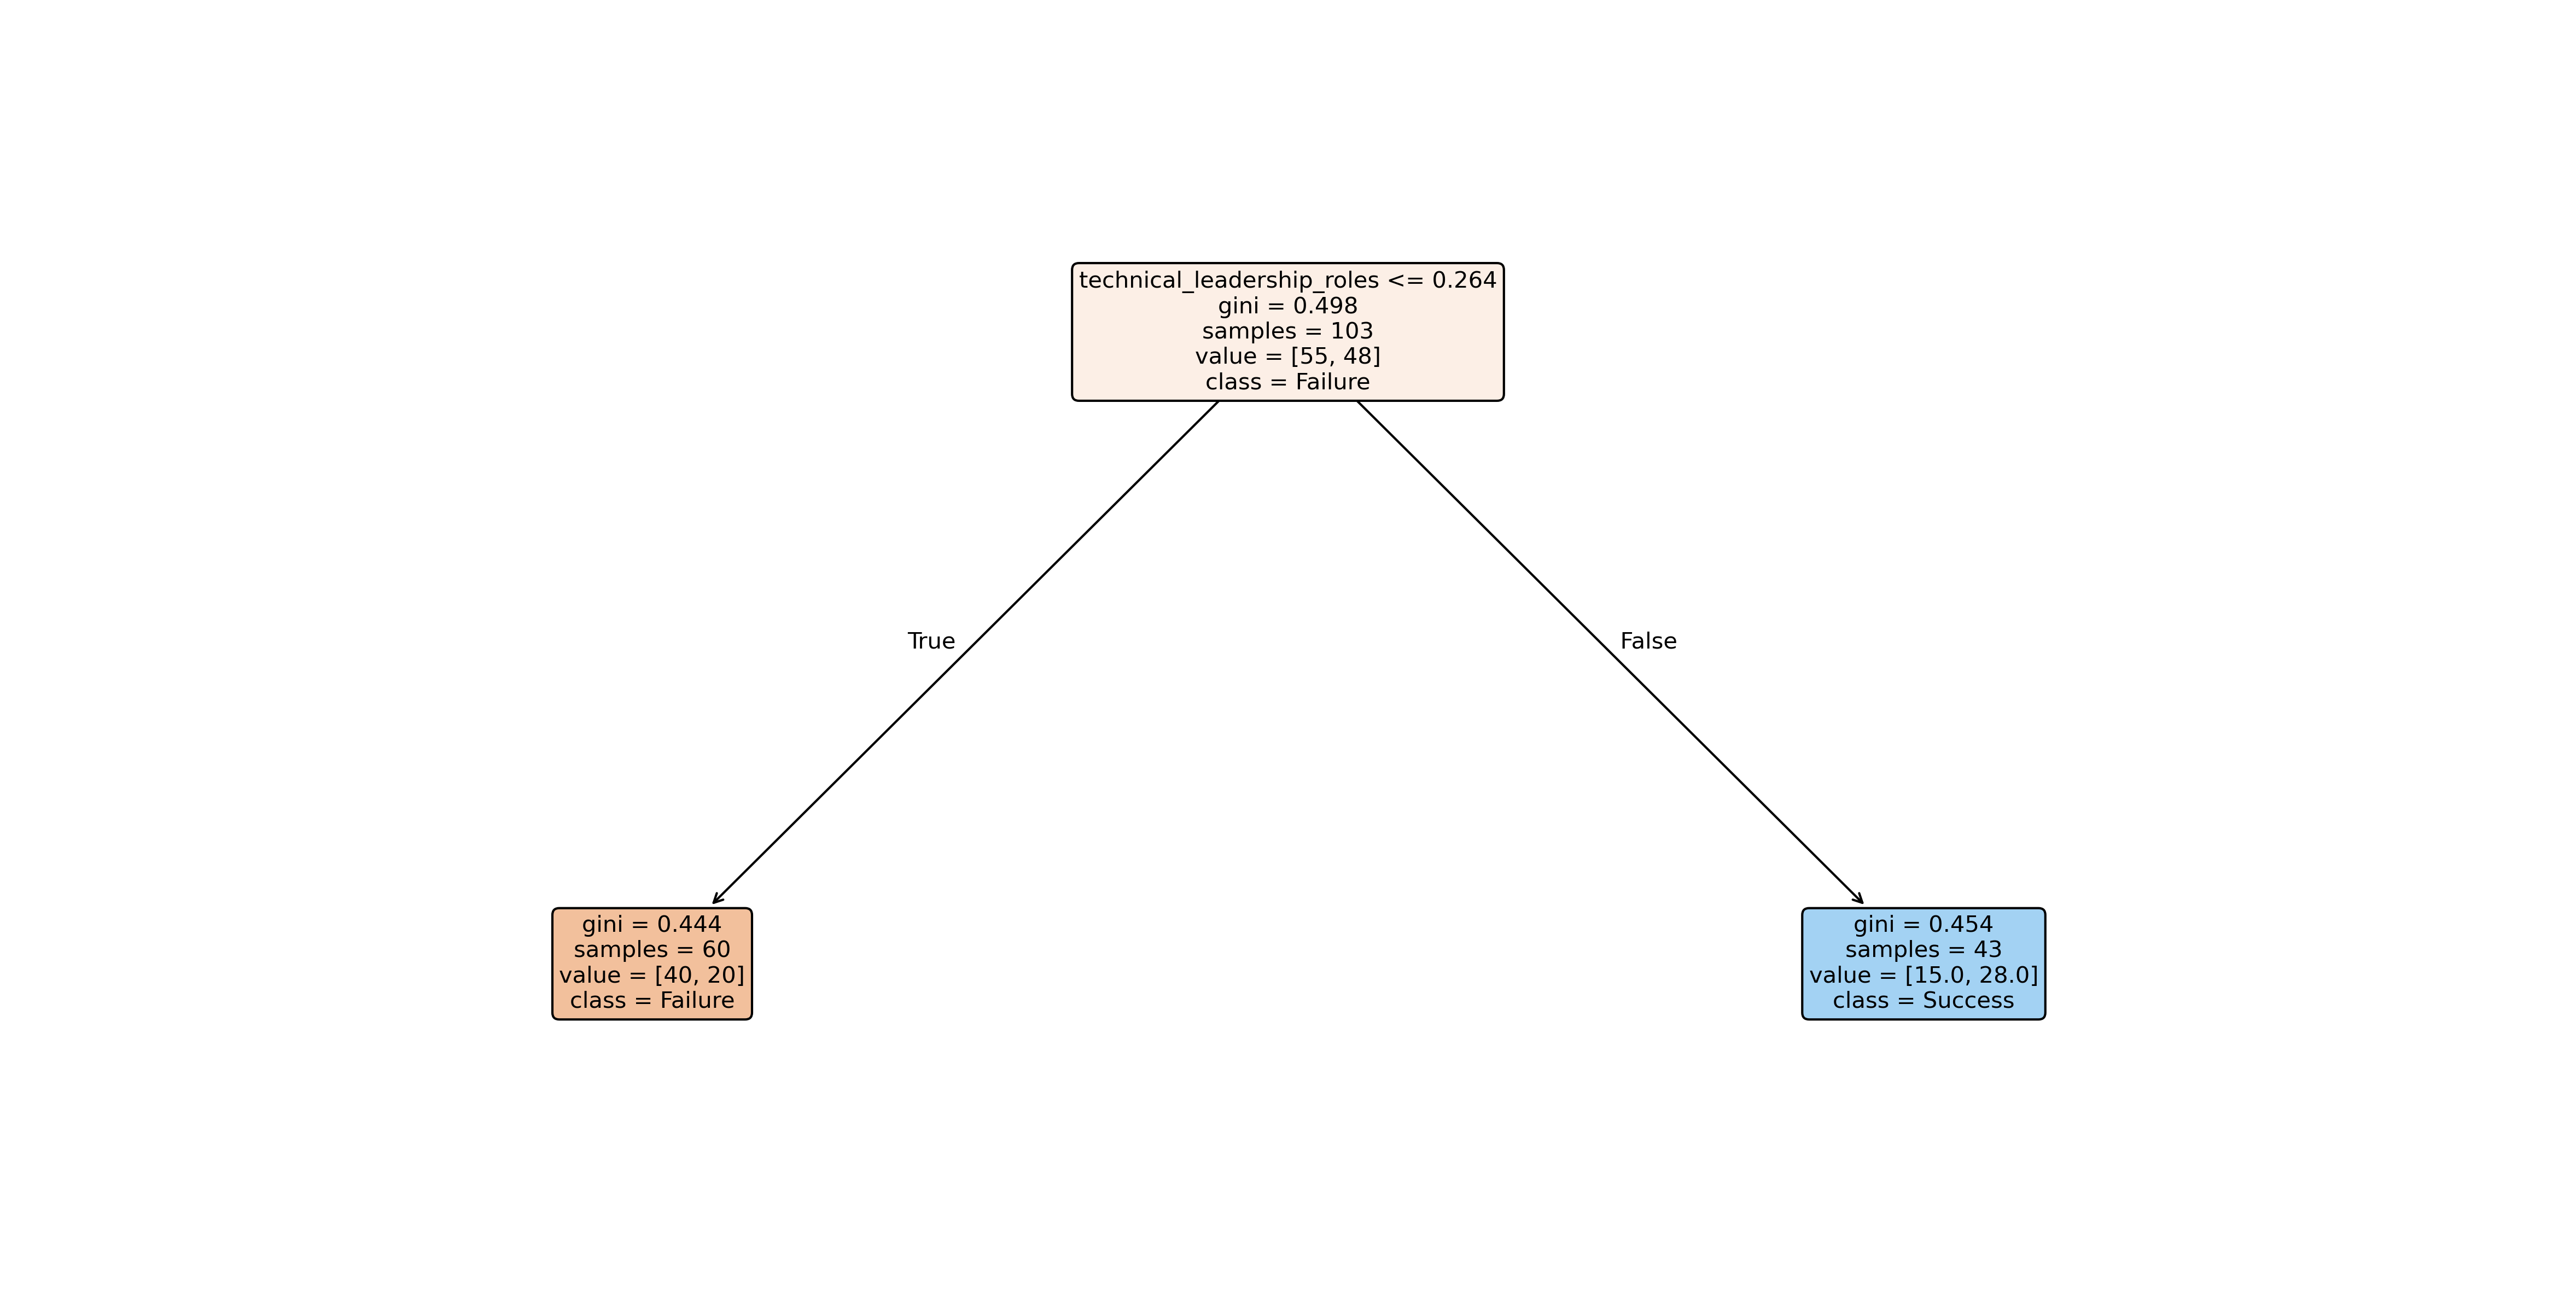 technical_leadership_roles <= 0.264
gini = 0.498
samples = 103
value = [55, 48]
class = Failure
True
False
gini = 0.444
samples = 60
value = [40, 20]
class = Failure
gini = 0.454
samples = 43
value = [15.0, 28.0]
class = Success